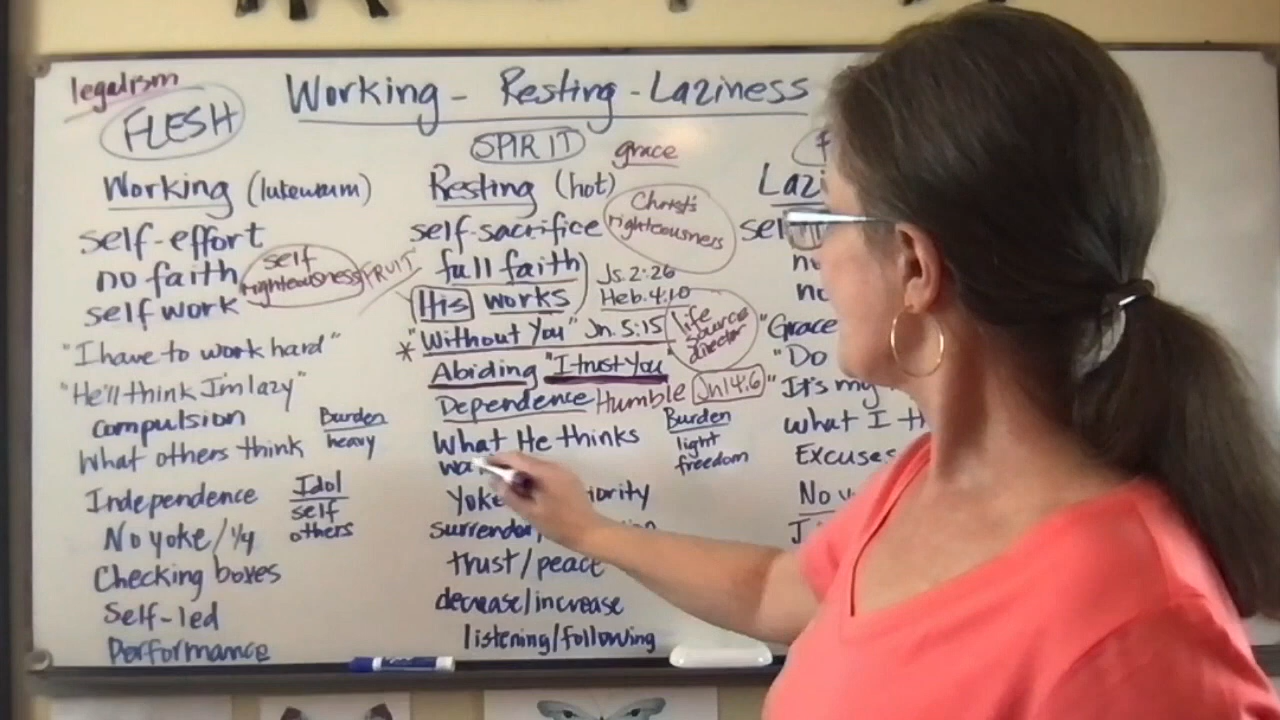 legalism
FLESH
Working - Resting - Laziness
SPIRIT
grace
Working (lukewarm)
self-effort
no faith
self work
self
righteousness
FRUIT
"I have to work hard"
"He'll think I'm lazy"
compulsion
What others think
Burden
heavy
Independence
Idol
self
others
No yoke/¼
Checking boxes
Self-led
Performance
Resting (hot)
self-sacrifice
Christ's
righteousness
full faith
His works
Js. 2:26
Heb. 4:10
"Without You" Jn. 5:15
life
source
director
* Abiding "I trust You"
Dependence Humble Jn 14:6
What He thinks
Burden
light
freedom
Yoke
surrender/
trust/peace
decrease/increase
listening/following
"Grace
"Do
"It's my
what I
Excuses
No